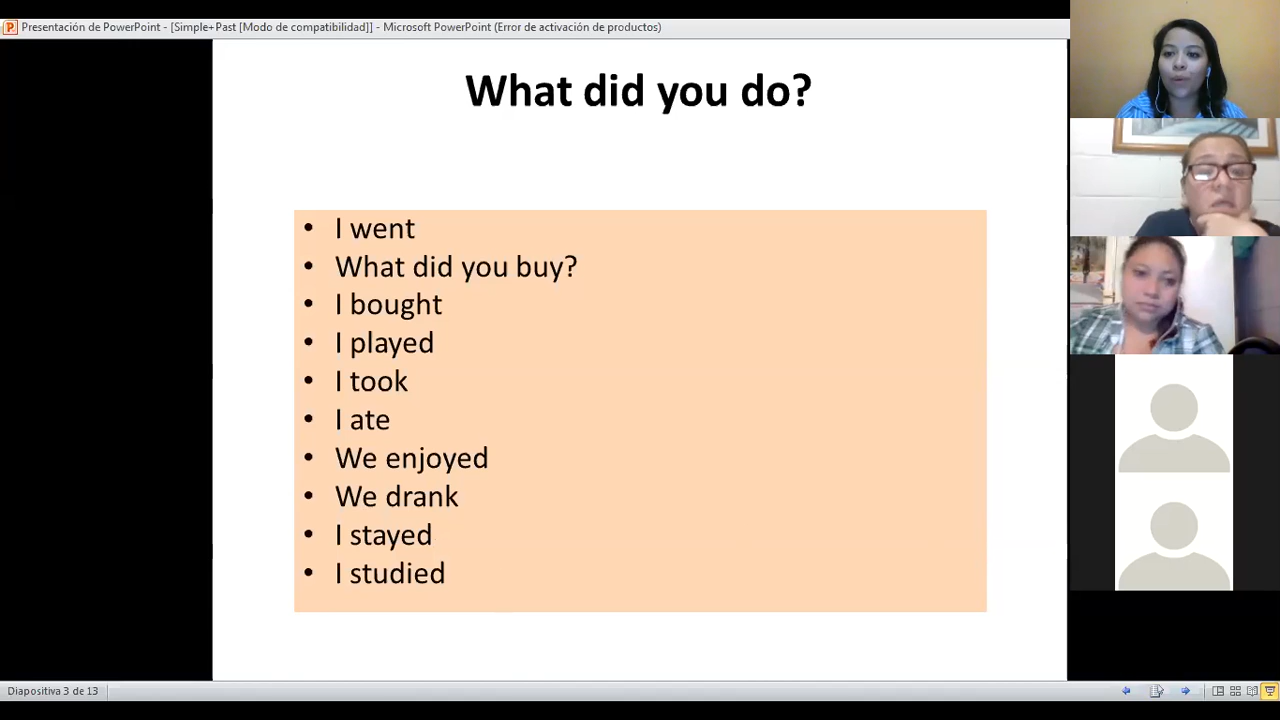 Presentación de PowerPoint - [Simple+Past [Modo de compatibilidad]] - Microsoft PowerPoint (Error de activación de productos)
What did you do?
• I went
• What did you buy?
• I bought
• I played
• I took
• I ate
• We enjoyed
• We drank
• I stayed
• I studied
Diapositiva 3 de 13